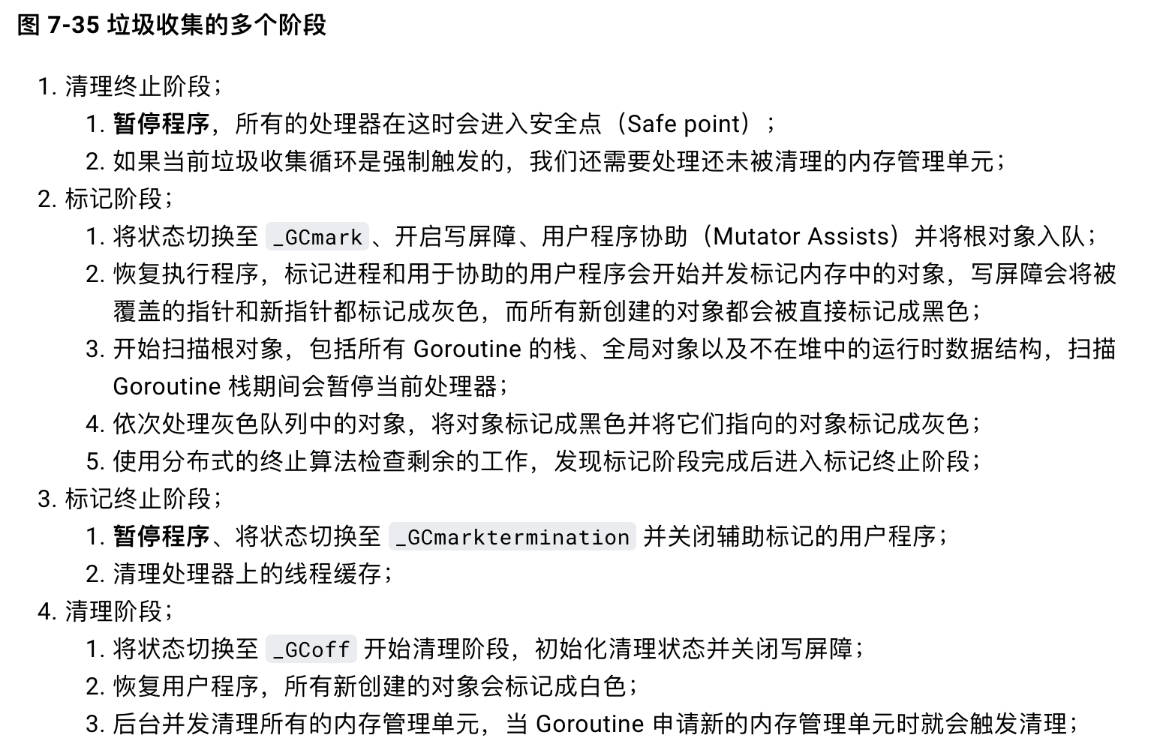 图 7-35 垃圾收集的多个阶段
1. 清理终止阶段；
1. 暂停程序，所有的处理器在这时会进入安全点（Safe point）；
2. 如果当前垃圾收集循环是强制触发的，我们还需要处理还未被清理的内存管理单元；
2. 标记阶段；
1. 将状态切换至 _GCmark 、开启写屏障、用户程序协助（Mutator Assists）并将根对象入队；
2. 恢复执行程序，标记进程和用于协助的用户程序会开始并发标记内存中的对象，写屏障会将被
覆盖的指针和新指针都标记成灰色，而所有新创建的对象都会被直接标记成黑色；
3. 开始扫描根对象，包括所有 Goroutine 的栈、全局对象以及不在堆中的运行时数据结构，扫描
Goroutine 栈期间会暂停当前处理器；
4. 依次处理灰色队列中的对象，将对象标记成黑色并将它们指向的对象标记成灰色；
5. 使用分布式的终止算法检查剩余的工作，发现标记阶段完成后进入标记终止阶段；
3. 标记终止阶段；
1. 暂停程序、将状态切换至 _GCmarktermination 并关闭辅助标记的用户程序；
2. 清理处理器上的线程缓存；
4. 清理阶段；
1. 将状态切换至 _GCoff 开始清理阶段，初始化清理状态并关闭写屏障；
2. 恢复用户程序，所有新创建的对象会标记成白色；
3. 后台并发清理所有的内存管理单元，当 Goroutine 申请新的内存管理单元时就会触发清理；